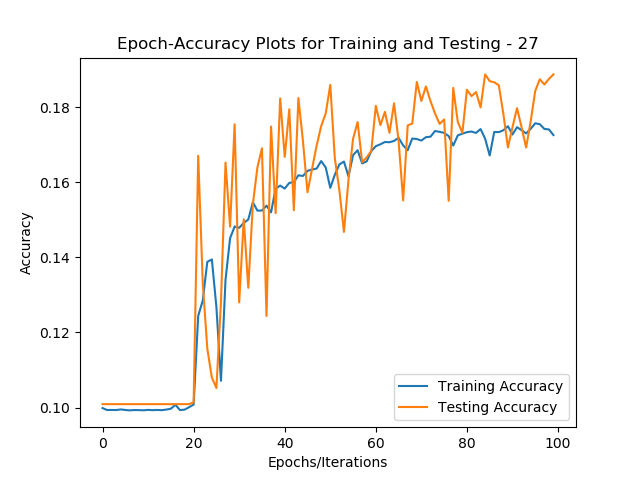 Epoch-Accuracy Plots for Training and Testing - 27
Accuracy
0.18
0.16
0.14
0.12
0.10
0
20
40
60
80
100
Epochs/Iterations
Training Accuracy
Testing Accuracy